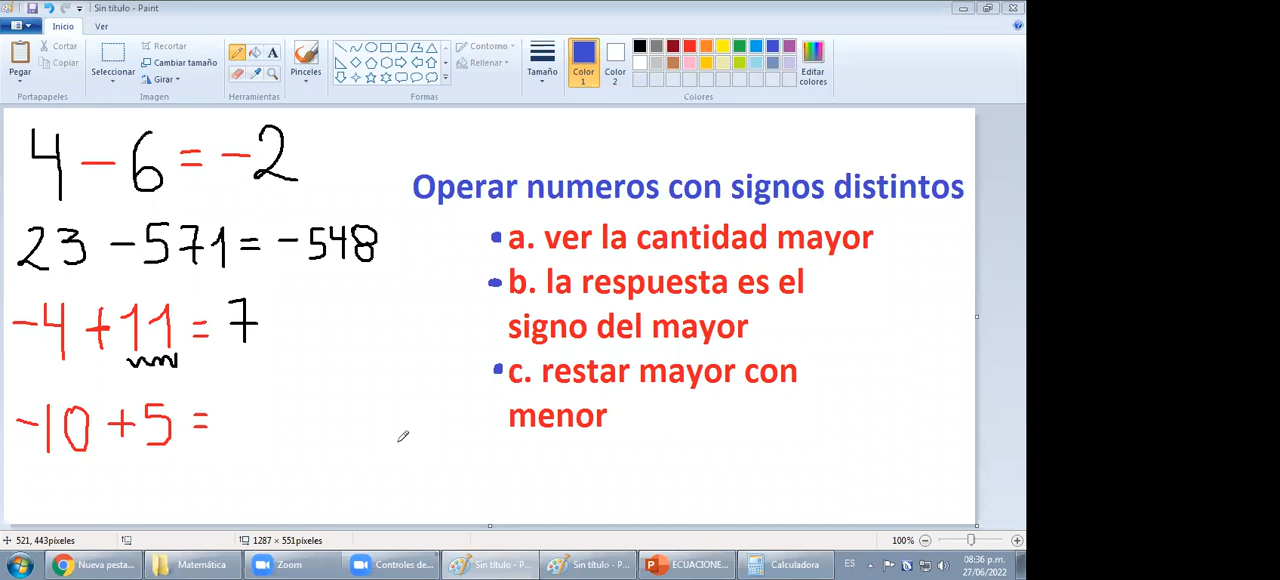 Sin título - Paint
Inicio
Ver
Pegar
Cortar
Copiar
Portapapeles
Seleccionar
Recortar
Cambiar tamaño
Girar
Imagen
A
Herramientas
Pinceles
Contorno
Rellenar
Formas
Tamaño
Color
1
Color
2
Editar
colores
Colores
4 - 6 = -2
23 - 571 = -548
-4 + 11 = 7
-10 + 5 =
Operar numeros con signos distintos
a. ver la cantidad mayor
b. la respuesta es el
signo del mayor
c. restar mayor con
menor
521, 443píxeles
1287 × 551píxeles
100%
Nueva pesta...
Matemática
Zoom
Controles de...
Sin título - P...
Sin título - P...
ECUACIONE...
Calculadora
ES
08:36 p.m.
27/06/2022